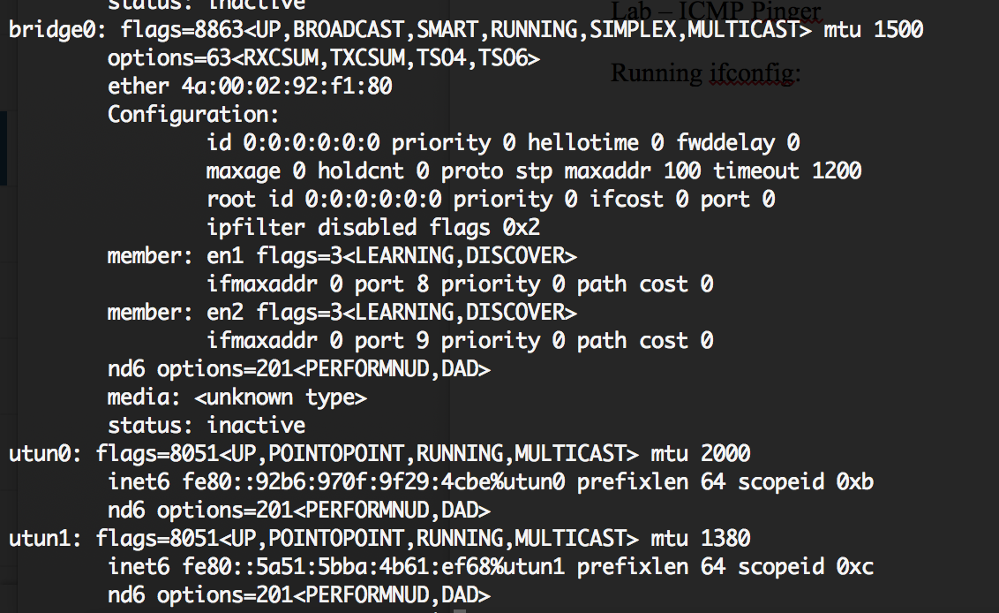 status: inactive
Lab – ICMP Pinger
bridge0: flags=8863<UP,BROADCAST,SMART,RUNNING,SIMPLEX,MULTICAST> mtu 1500
options=63<RXCSUM,TXCSUM,TSO4,TSO6>
Running ifconfig:
ether 4a:00:02:92:f1:80
Configuration:
id 0:0:0:0:0:0 priority 0 hellotime 0 fwddelay 0
maxage 0 holdcnt 0 proto stp maxaddr 100 timeout 1200
root id 0:0:0:0:0:0 priority 0 ifcost 0 port 0
ipfilter disabled flags 0x2
member: en1 flags=3<LEARNING,DISCOVER>
ifmaxaddr 0 port 8 priority 0 path cost 0
member: en2 flags=3<LEARNING,DISCOVER>
ifmaxaddr 0 port 9 priority 0 path cost 0
nd6 options=201<PERFORMNUD,DAD>
media: <unknown type>
status: inactive
utun0: flags=8051<UP,POINTOPOINT,RUNNING,MULTICAST> mtu 2000
inet6 fe80::92b6:970f:9f29:4cbe%utun0 prefixlen 64 scopeid 0xb
nd6 options=201<PERFORMNUD,DAD>
utun1: flags=8051<UP,POINTOPOINT,RUNNING,MULTICAST> mtu 1380
inet6 fe80::5a51:5bba:4b61:ef68%utun1 prefixlen 64 scopeid 0xc
nd6 options=201<PERFORMNUD,DAD>